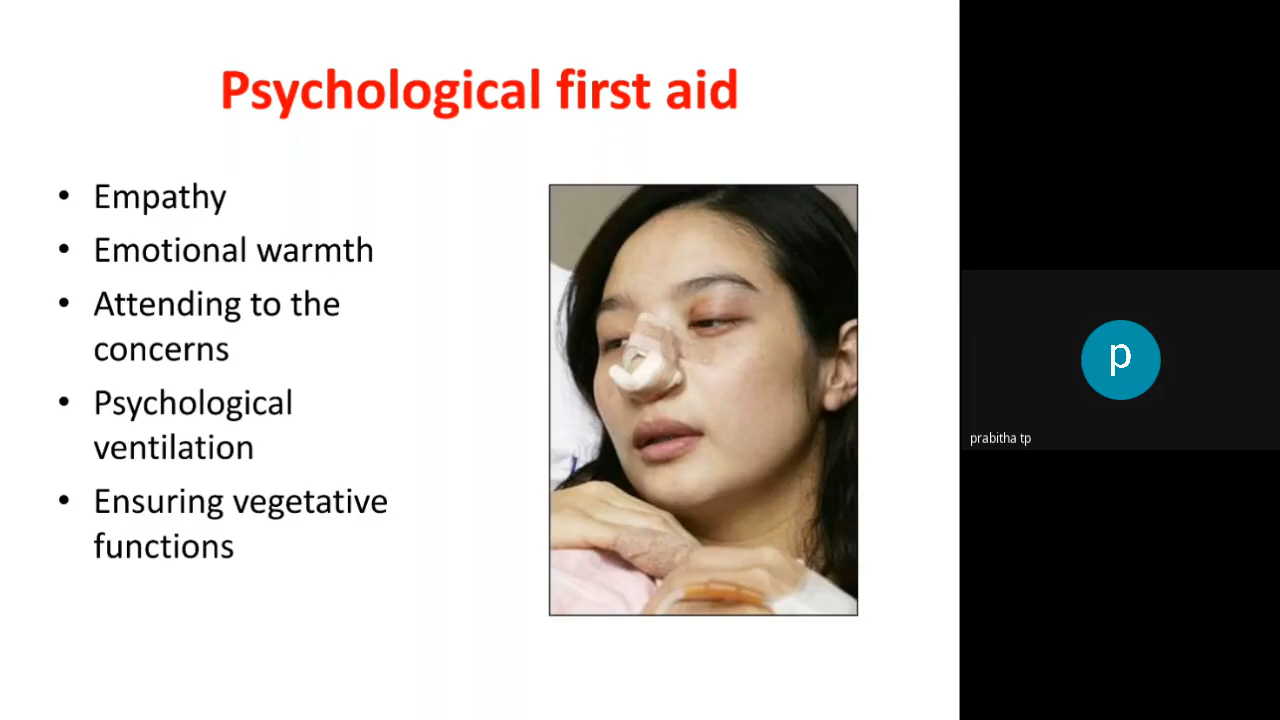 Psychological first aid
• Empathy
• Emotional warmth
• Attending to the
concerns
• Psychological
ventilation
• Ensuring vegetative
functions
p
prabitha tp